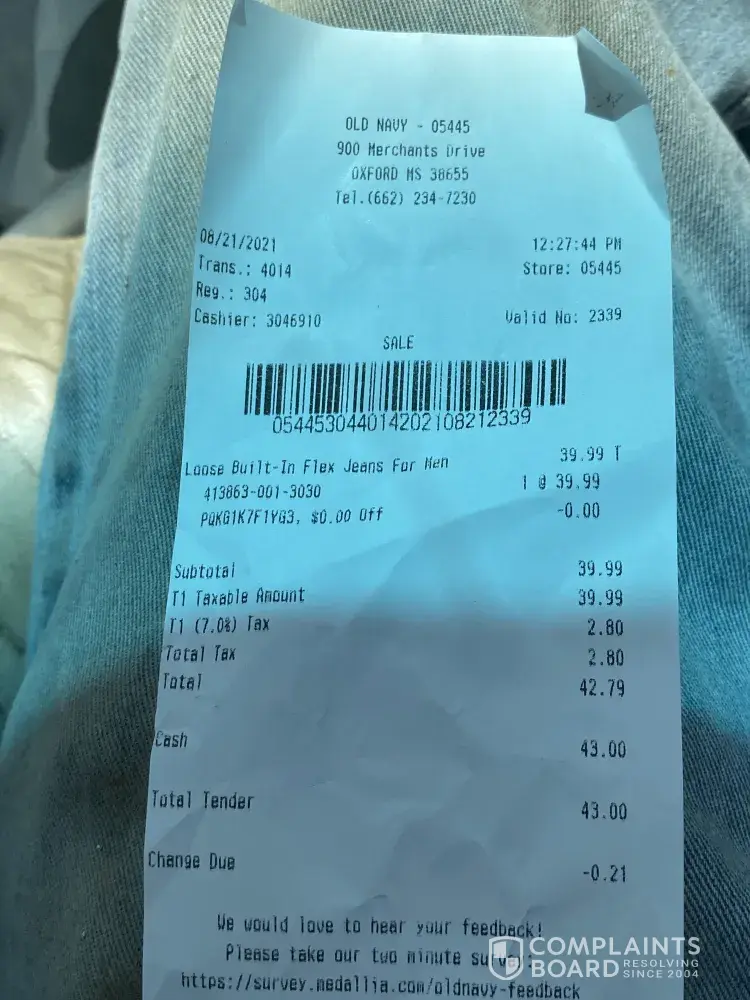 OLD NAVY - 05445
900 Merchants Drive
OXFORD MS 38655
Tel.(662) 234-7230
08/21/2021 12:27:44 PM
Trans.: 4014 Store: 05445
Reg.: 304
Cashier: 3046910 Valid No: 2339
SALE
054453044014202108212339
Loose Built-In Flex Jeans For Men 39.99 T
413863-001-3030 1 @ 39.99
PQKG1K7F1YG3, $0.00 Off -0.00
Subtotal 39.99
T1 Taxable Amount 39.99
T1 (7.0%) Tax 2.80
Total Tax 2.80
Total 42.79
Cash 43.00
Total Tender 43.00
Change Due -0.21
We would love to hear your feedback!
Please take our two minute
https://survey.medallia.com/oldnavy-feedback
COMPLAINTS
BOARD RESOLVING SINCE 2004